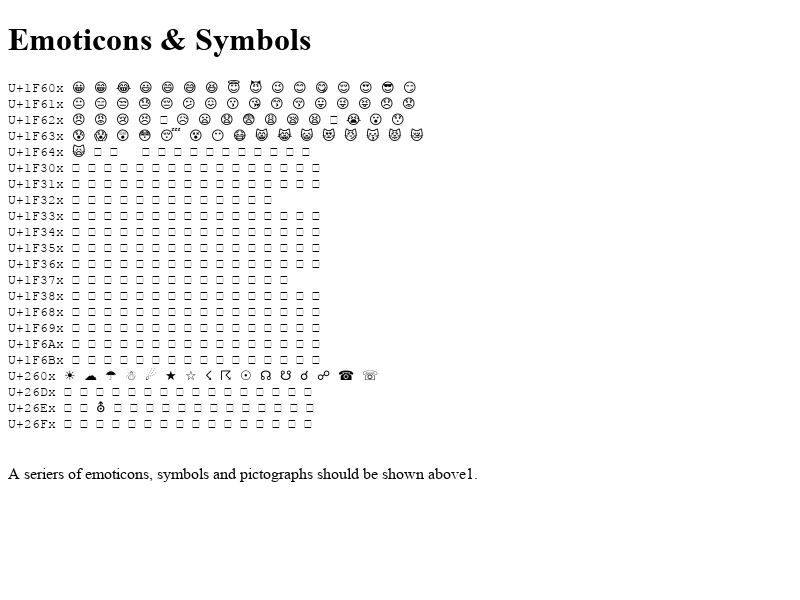 Emoticons & Symbols
U+1F60x 😀 😁 😂 😃 😄 😅 😆 😇 😈 😉 😊 😋 😌 😍 😎 😏
U+1F61x 😐 😑 😒 😓 😔 😕 😖 😗 😘 😙 😚 😛 😜 😝 😞 😟
U+1F62x 😠 😡 😢 😣 □ 😥 😦 😧 😨 😩 😪 😫 □ 😭 😮 😯
U+1F63x 😰 😱 😲 😳 😴 😵 😶 😷 😸 😹 😺 😻 😼 😽 😾 😿
U+1F64x 🙀 □ □ □ □ □ □ □ □ □ □ □ □ □
U+1F30x □ □ □ □ □ □ □ □ □ □ □ □ □ □ □ □
U+1F31x □ □ □ □ □ □ □ □ □ □ □ □ □ □ □ □
U+1F32x □ □ □ □ □ □ □ □ □ □ □ □ □
U+1F33x □ □ □ □ □ □ □ □ □ □ □ □ □ □ □ □
U+1F34x □ □ □ □ □ □ □ □ □ □ □ □ □ □ □ □
U+1F35x □ □ □ □ □ □ □ □ □ □ □ □ □ □ □ □
U+1F36x □ □ □ □ □ □ □ □ □ □ □ □ □ □ □ □
U+1F37x □ □ □ □ □ □ □ □ □ □ □ □ □ □
U+1F38x □ □ □ □ □ □ □ □ □ □ □ □ □ □ □ □
U+1F68x □ □ □ □ □ □ □ □ □ □ □ □ □ □ □ □
U+1F69x □ □ □ □ □ □ □ □ □ □ □ □ □ □ □ □
U+1F6Ax □ □ □ □ □ □ □ □ □ □ □ □ □ □ □ □
U+1F6Bx □ □ □ □ □ □ □ □ □ □ □ □ □ □ □ □
U+260x ☀ ☁ ☂ ☃ ☄ ★ ☆ ☇ ☈ ☉ ☊ ☋ ☌ ☍ ☎ ☏
U+26Dx □ □ □ □ □ □ □ □ □ □ □ □ □ □ □ □
U+26Ex □ □ ⛢ □ □ □ □ □ □ □ □ □ □ □ □ □
U+26Fx □ □ □ □ □ □ □ □ □ □ □ □ □ □ □ □
A seriers of emoticons, symbols and pictographs should be shown above1.